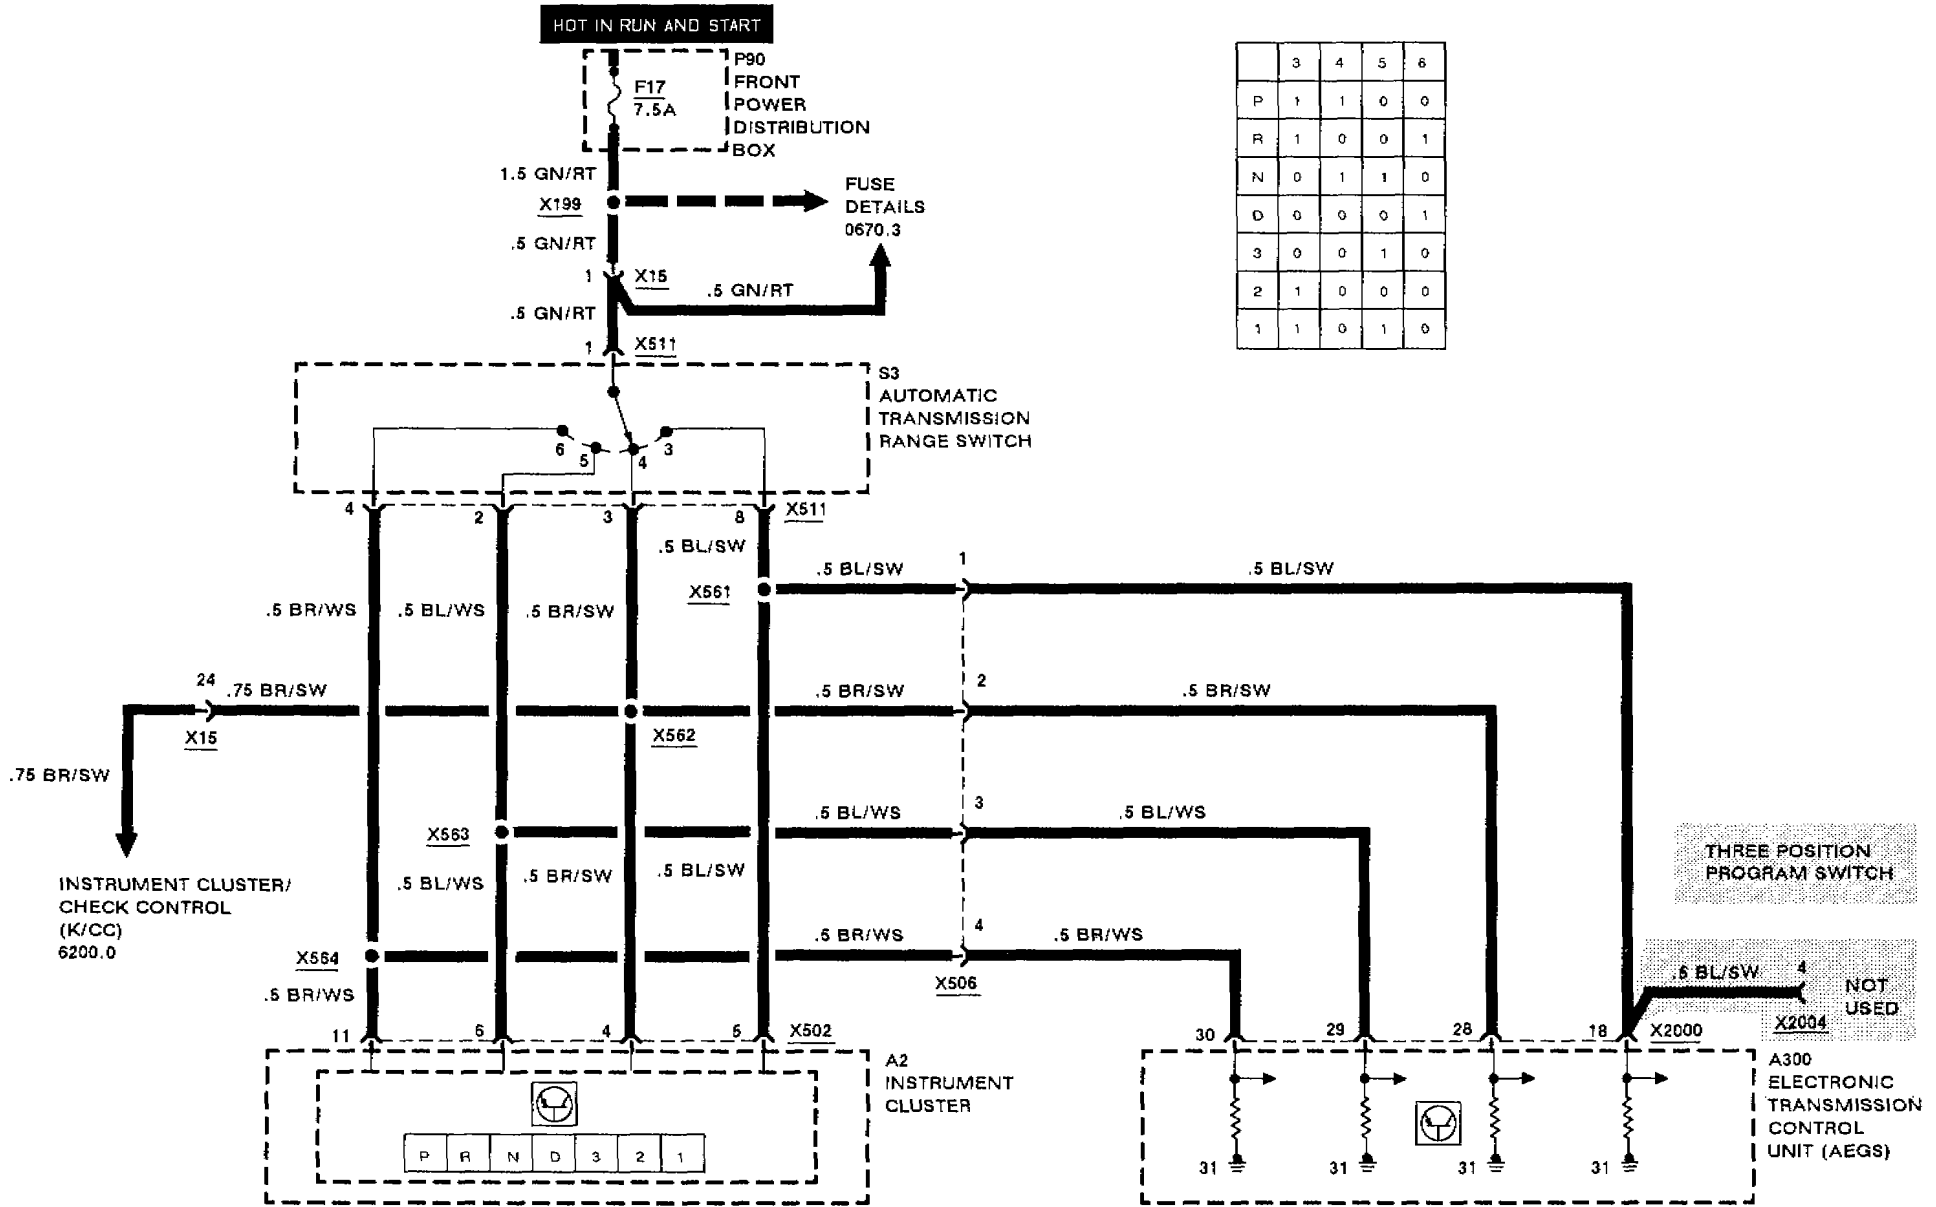 HOT IN RUN AND START
P90
FRONT
POWER
DISTRIBUTION
BOX
F17
7.5A
1.5 GN/RT
X199
FUSE
DETAILS
0670.3
.5 GN/RT
1 X15
.5 GN/RT
.5 GN/RT
1 X511
3 4 5 6
P 1 1 0 0
R 1 0 0 1
N 0 1 1 0
D 0 0 0 1
3 0 0 1 0
2 1 0 0 0
1 1 0 1 0
S3
AUTOMATIC
TRANSMISSION
RANGE SWITCH
6 5 4 3
4 2 3 8 X511
.5 BL/SW
1
.5 BL/SW .5 BL/SW
X561
.5 BR/WS .5 BL/WS .5 BR/SW
24 .75 BR/SW .5 BR/SW 2 .5 BR/SW
X15 X562
.75 BR/SW
3
.5 BL/WS .5 BL/WS
X563
.5 BL/WS .5 BR/SW .5 BL/SW
THREE POSITION
PROGRAM SWITCH
INSTRUMENT CLUSTER/
CHECK CONTROL
(K/CC)
6200.0
4
.5 BR/WS .5 BR/WS
X564
X506
.5 BR/WS
.5 BL/SW 4
NOT
USED
X2004
11 6 4 5 X502
30 29 28 18 X2000
A2
INSTRUMENT
CLUSTER
P R N D 3 2 1
A300
ELECTRONIC
TRANSMISSION
CONTROL
UNIT (AEGS)
31 31 31 31